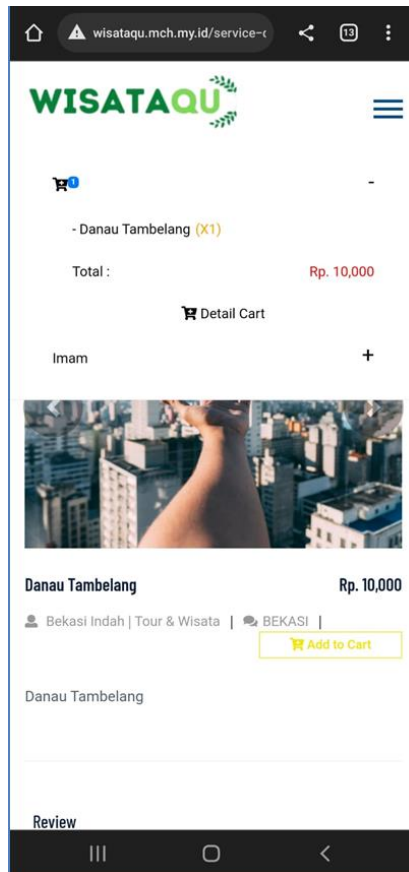 wisataqu.mch.my.id/service-c
13
WISATAQU
1 -
- Danau Tambelang (X1)
Total : Rp. 10,000
Detail Cart
Imam +
Danau Tambelang Rp. 10,000
Bekasi Indah | Tour & Wisata | BEKASI |
Add to Cart
Danau Tambelang
Review